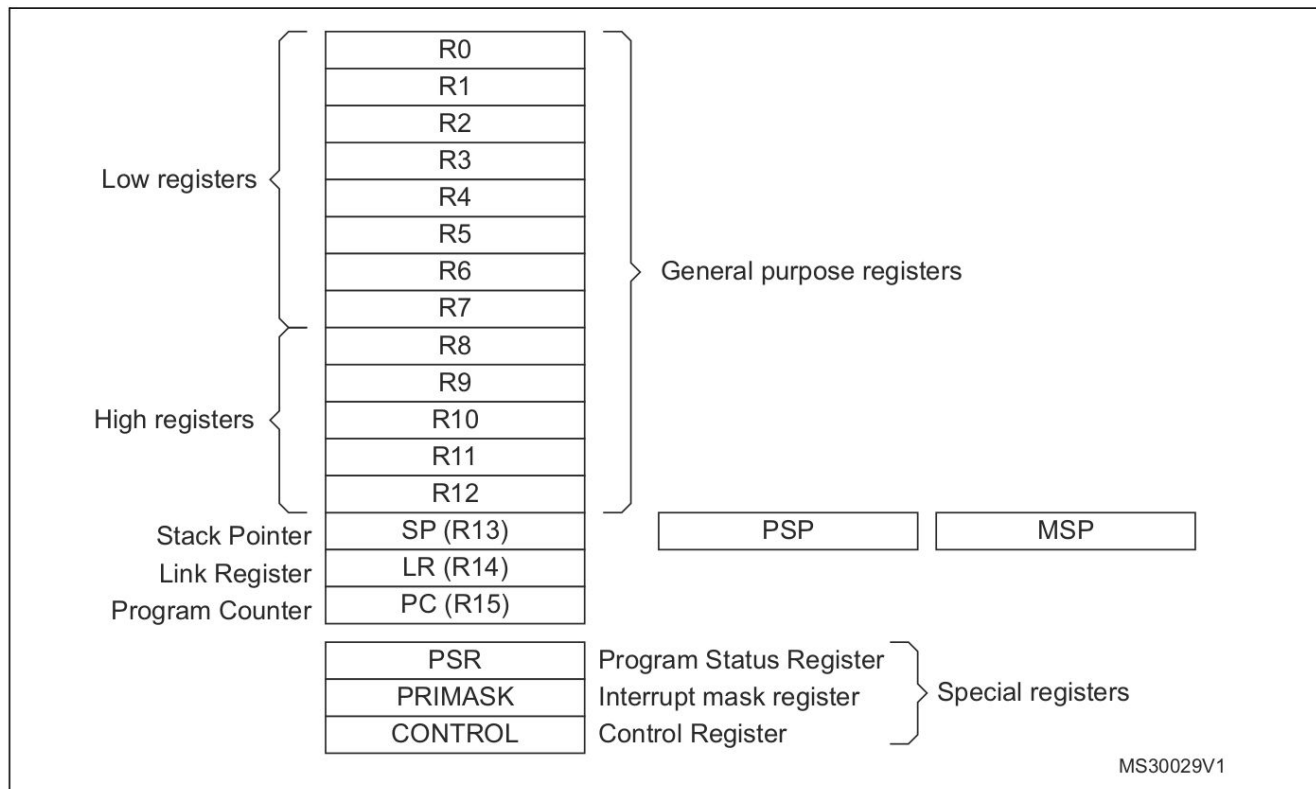 R0
R1
R2
R3
Low registers
R4
R5
R6
General purpose registers
R7
R8
R9
High registers
R10
R11
R12
Stack Pointer
SP (R13)
PSP
MSP
Link Register
LR (R14)
Program Counter
PC (R15)
PSR
Program Status Register
PRIMASK
Interrupt mask register
Special registers
CONTROL
Control Register
MS30029V1